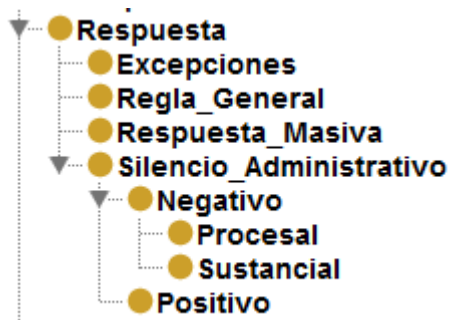 Respuesta
Excepciones
Regla_General
Respuesta_Masiva
Silencio_Administrativo
Negativo
Procesal
Sustancial
Positivo